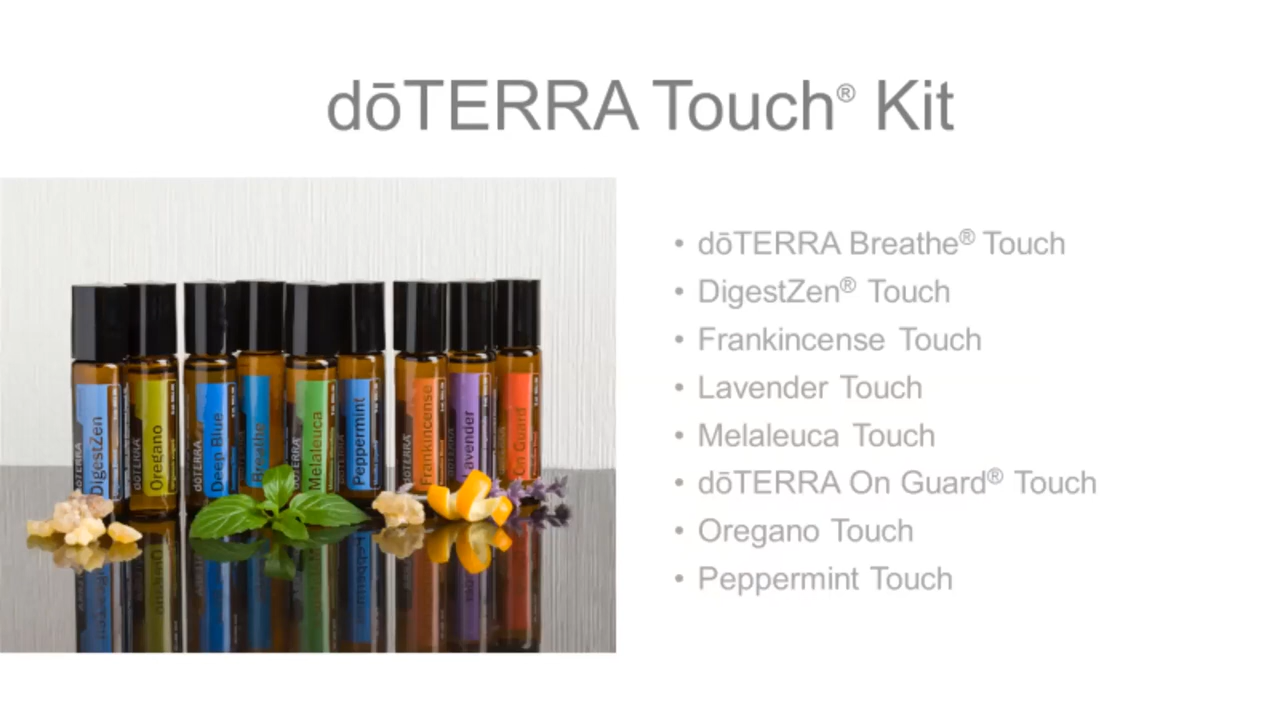 dōTERRA Touch® Kit
• dōTERRA Breathe® Touch
• DigestZen® Touch
• Frankincense Touch
• Lavender Touch
• Melaleuca Touch
• dōTERRA On Guard® Touch
• Oregano Touch
• Peppermint Touch
DigestZen
Oregano
dōTERRA
Deep Blue
Breathe
Melaleuca
Peppermint
Frankincense
Lavender
On Guard